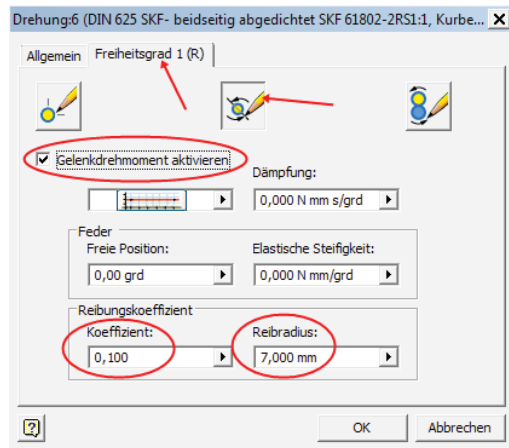 Drehung:6 (DIN 625 SKF- beidseitig abgedichtet SKF 61802-2RS1:1, Kurbe...
Allgemein Freiheitsgrad 1 (R)
Gelenkdrehmoment aktivieren
Dämpfung:
0,000 N mm s/grd
Feder
Freie Position: Elastische Steifigkeit:
0,00 grd 0,000 N mm/grd
Reibungskoeffizient
Koeffizient: Reibradius:
0,100 7,000 mm
OK Abbrechen